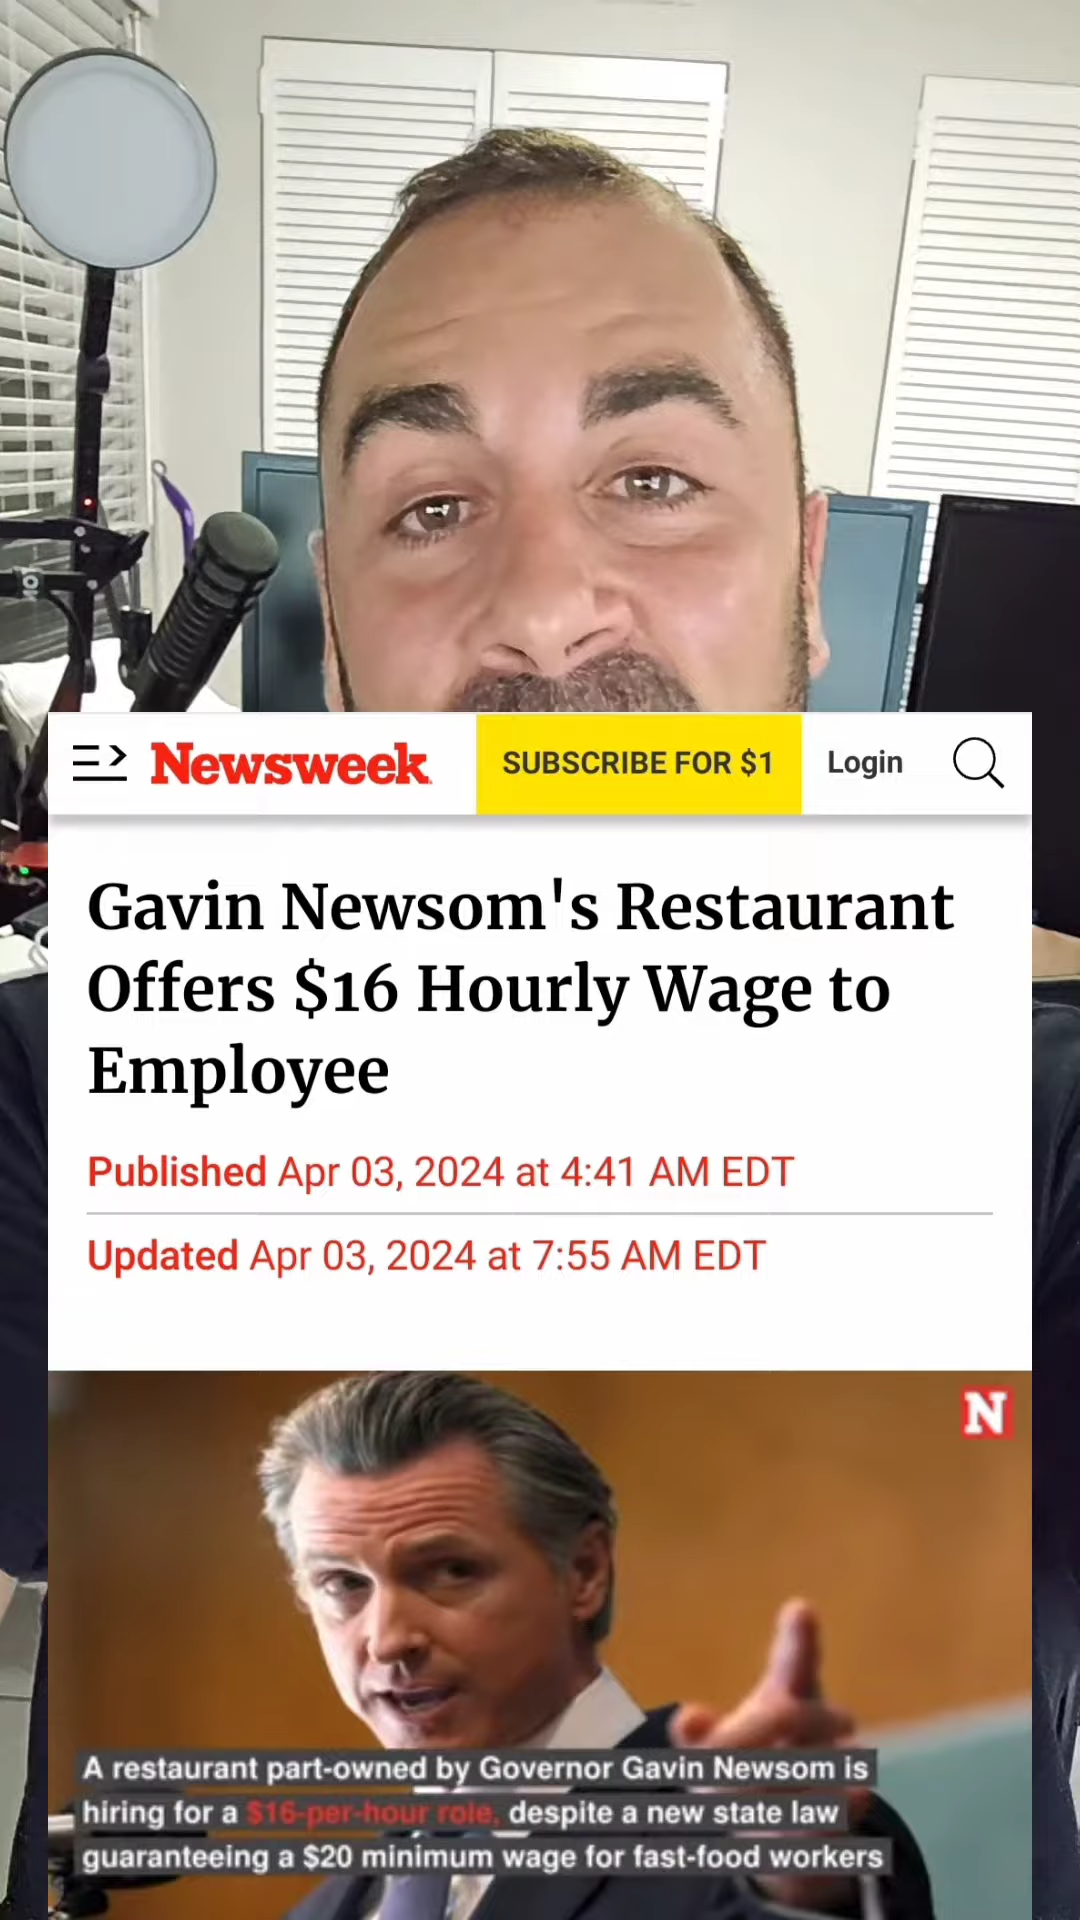 Newsweek
SUBSCRIBE FOR $1
Login
Gavin Newsom's Restaurant
Offers $16 Hourly Wage to
Employee
Published Apr 03, 2024 at 4:41 AM EDT
Updated Apr 03, 2024 at 7:55 AM EDT
N
A restaurant part-owned by Governor Gavin Newsom is
hiring for a $16-per-hour role, despite a new state law
guaranteeing a $20 minimum wage for fast-food workers